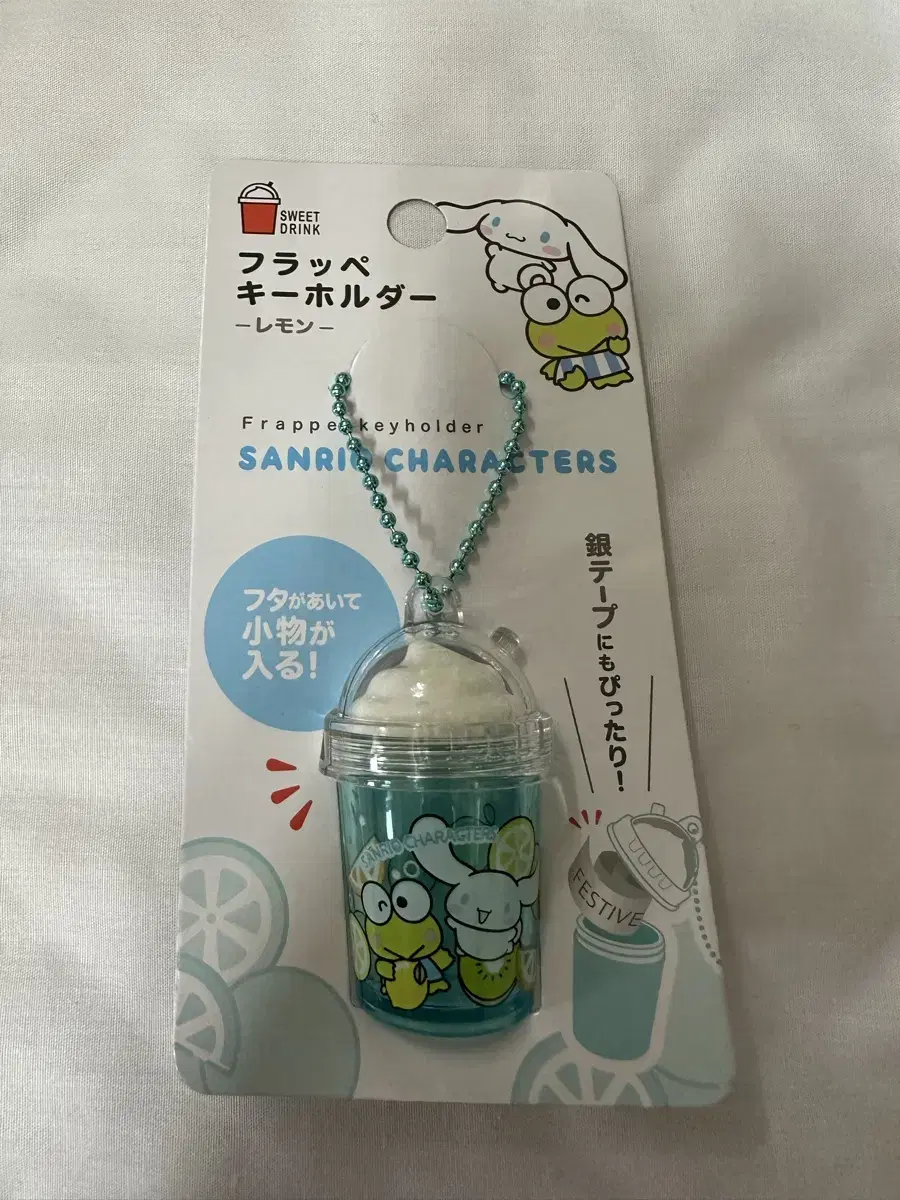 SWEET
DRINK
フラッペ
キーホルダー
−レモン−
Frappe keyholder
SANRIO CHARACTERS
フタがあいて
小物が
入る!
銀テープにもぴったり!
SANRIO CHARACTERS
FESTIVE